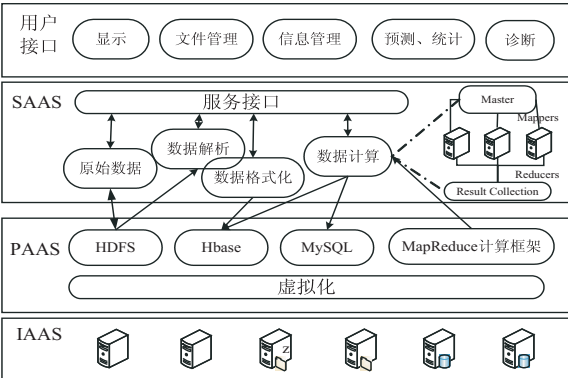 用户
接口
显示
文件管理
信息管理
预测、统计
诊断
SAAS
服务接口
Master
Mappers
数据解析
原始数据
数据格式化
数据计算
Reducers
Result Collection
PAAS
HDFS
Hbase
MySQL
MapReduce计算框架
虚拟化
IAAS
Z